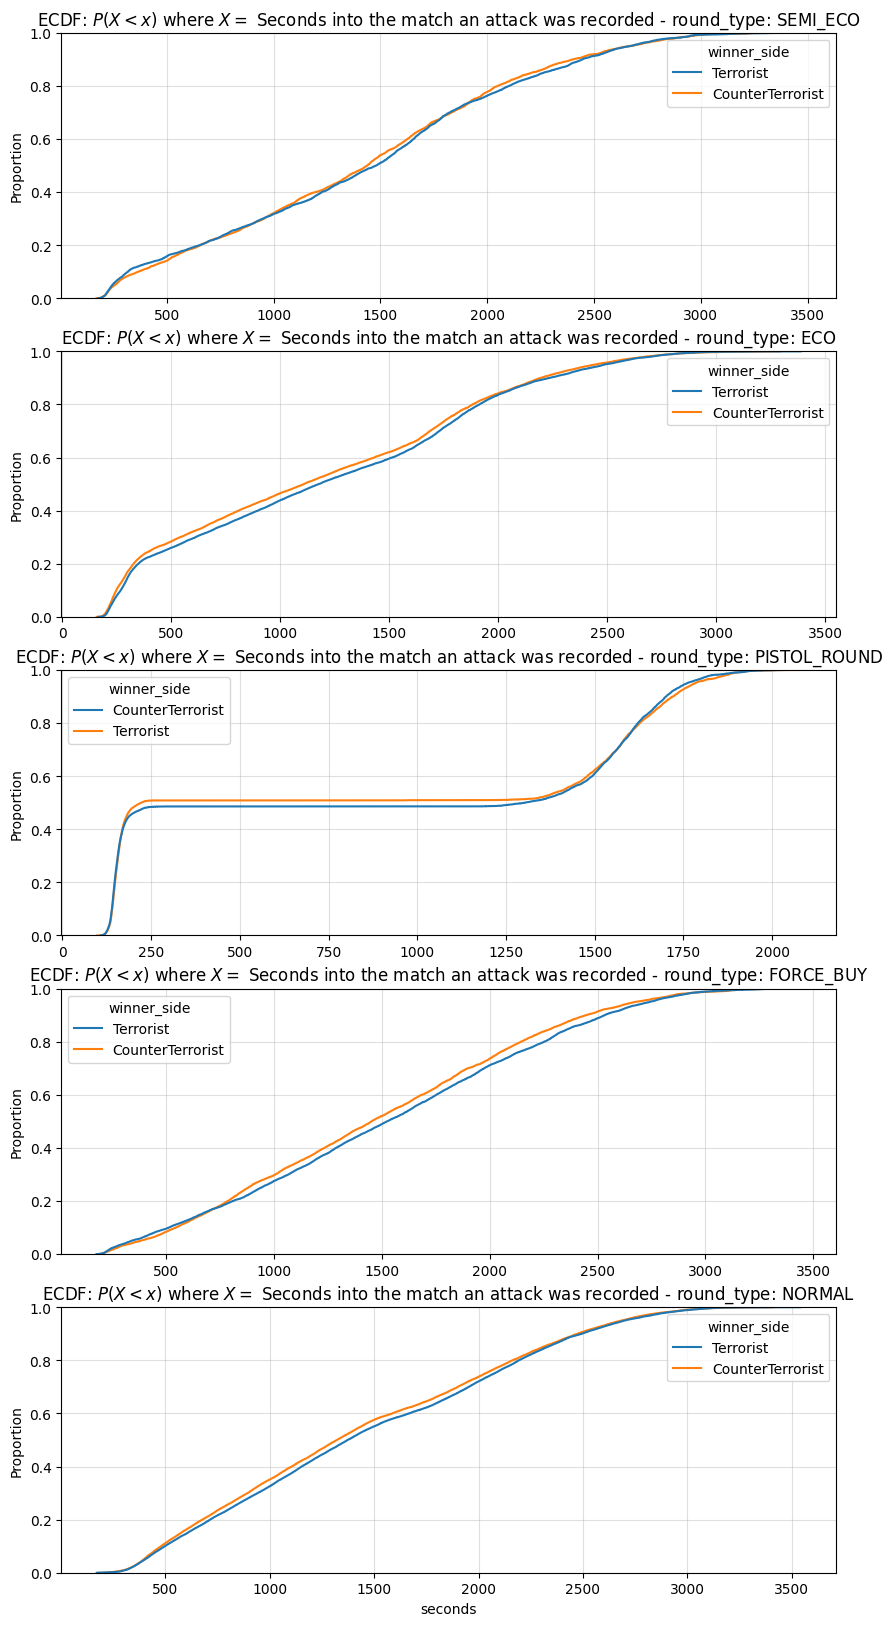 ECDF: P(X < x) where X = Seconds into the match an attack was recorded - round_type: SEMI_ECO
1.0
0.8
0.6
0.4
0.2
0.0
Proportion
winner_side
Terrorist
CounterTerrorist
500 1000 1500 2000 2500 3000 3500
ECDF: P(X < x) where X = Seconds into the match an attack was recorded - round_type: ECO
1.0
0.8
0.6
0.4
0.2
0.0
Proportion
winner_side
Terrorist
CounterTerrorist
0 500 1000 1500 2000 2500 3000 3500
ECDF: P(X < x) where X = Seconds into the match an attack was recorded - round_type: PISTOL_ROUND
1.0
0.8
0.6
0.4
0.2
0.0
Proportion
winner_side
CounterTerrorist
Terrorist
0 250 500 750 1000 1250 1500 1750 2000
ECDF: P(X < x) where X = Seconds into the match an attack was recorded - round_type: FORCE_BUY
1.0
0.8
0.6
0.4
0.2
0.0
Proportion
winner_side
Terrorist
CounterTerrorist
500 1000 1500 2000 2500 3000 3500
ECDF: P(X < x) where X = Seconds into the match an attack was recorded - round_type: NORMAL
1.0
0.8
0.6
0.4
0.2
0.0
Proportion
winner_side
Terrorist
CounterTerrorist
500 1000 1500 2000 2500 3000 3500
seconds